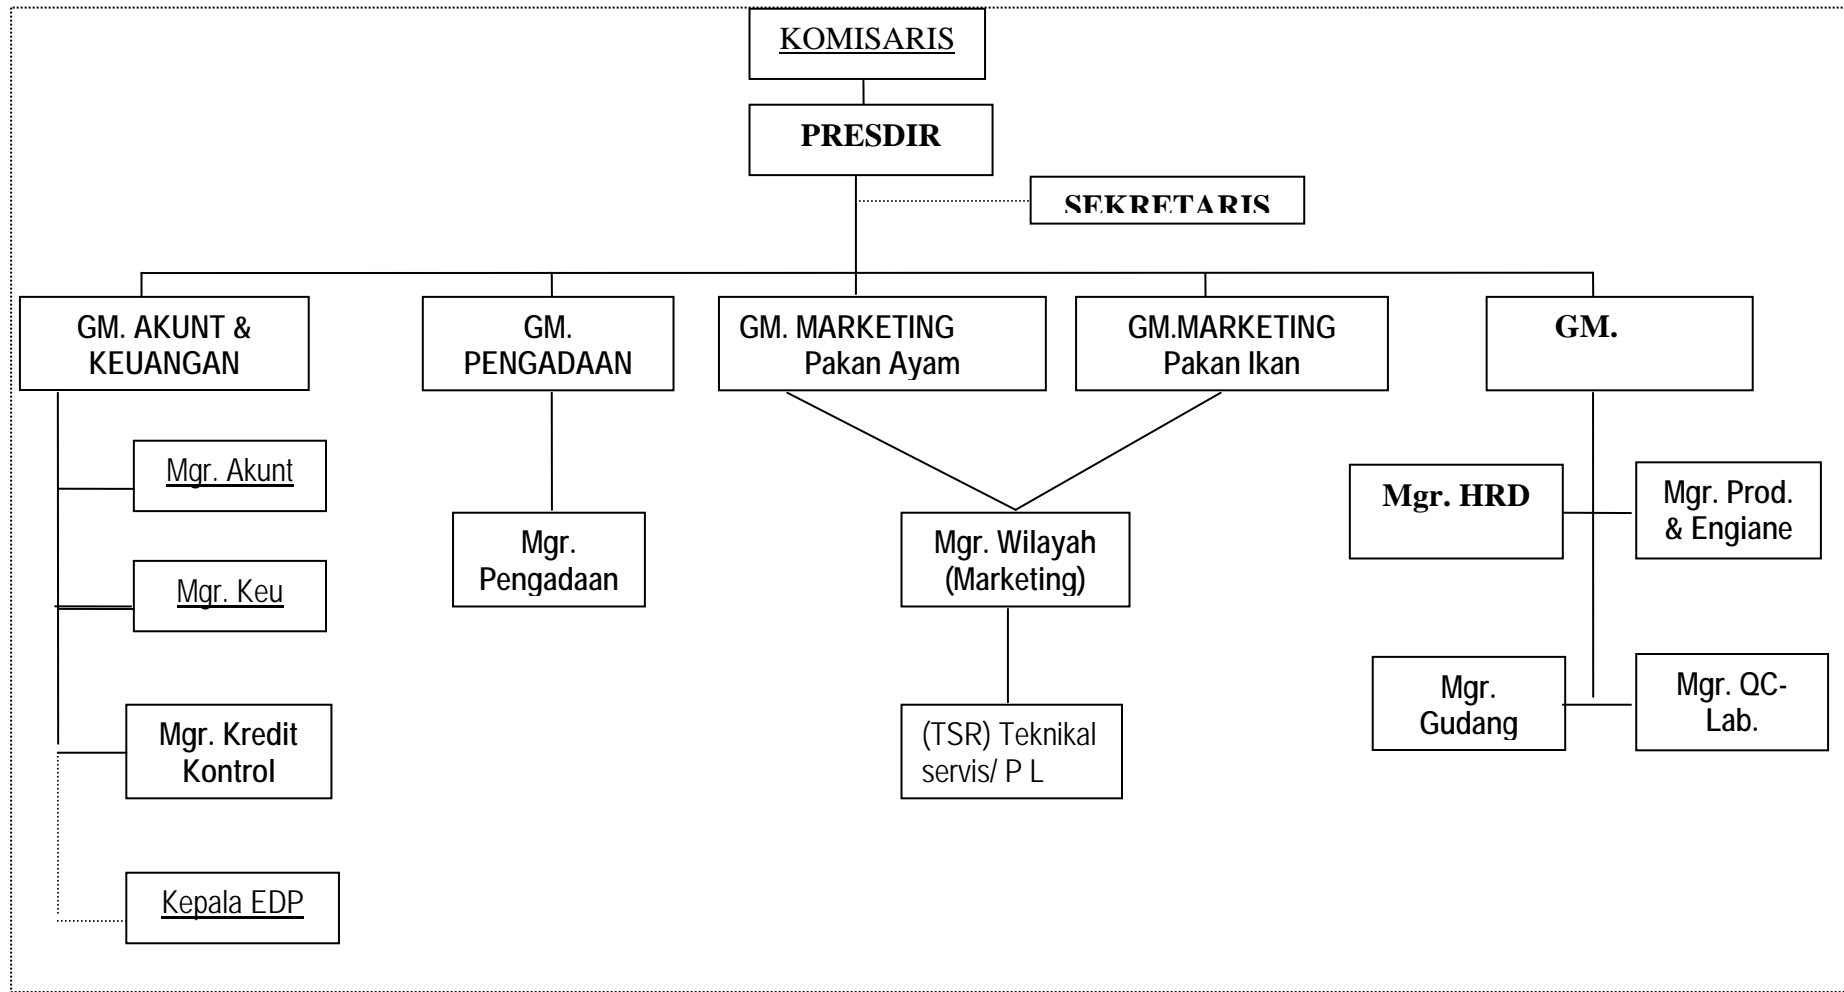 KOMISARIS
PRESDIR
SEKRETARIS
GM. AKUNT &
KEUANGAN
GM.
PENGADAAN
GM. MARKETING
Pakan Ayam
GM.MARKETING
Pakan Ikan
GM.
Mgr. Akunt
Mgr. Keu
Mgr. Kredit
Kontrol
Kepala EDP
Mgr.
Pengadaan
Mgr. Wilayah
(Marketing)
(TSR) Teknikal
servis/ P L
Mgr. HRD
Mgr. Prod.
& Engiane
Mgr.
Gudang
Mgr. QC-
Lab.